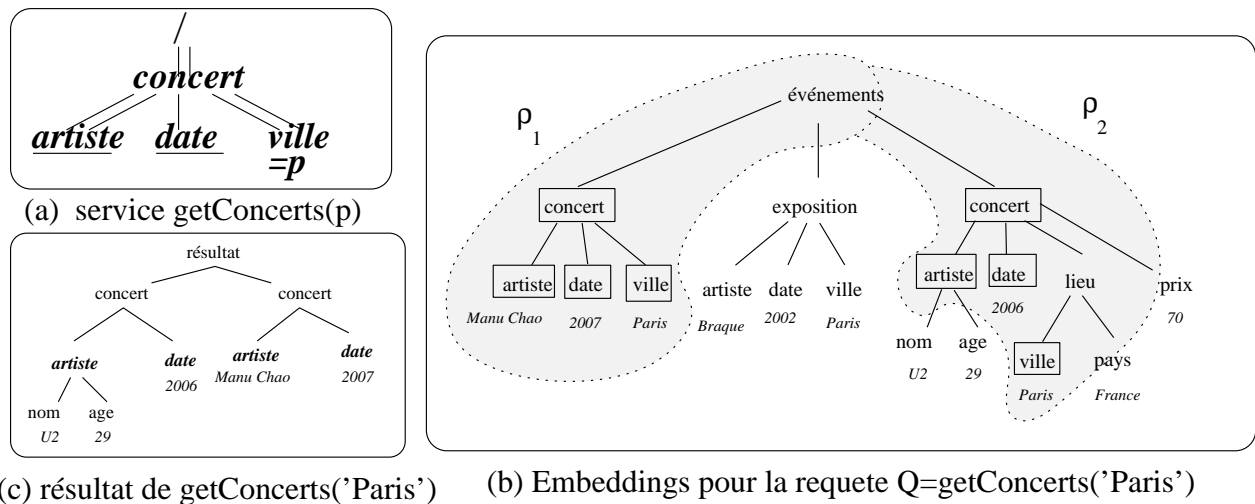 /
concert
artiste date ville
=p
(a) service getConcerts(p)
résultat
concert concert
artiste date artiste date
2006 Manu Chao 2007
nom age
U2 29
(c) résultat de getConcerts('Paris')
ρ1 événements ρ2
concert exposition concert
artiste date ville artiste date ville artiste date lieu prix
Manu Chao 2007 Paris Braque 2002 Paris 2006 70
nom age ville pays
U2 29 Paris France
(b) Embeddings pour la requete Q=getConcerts('Paris')